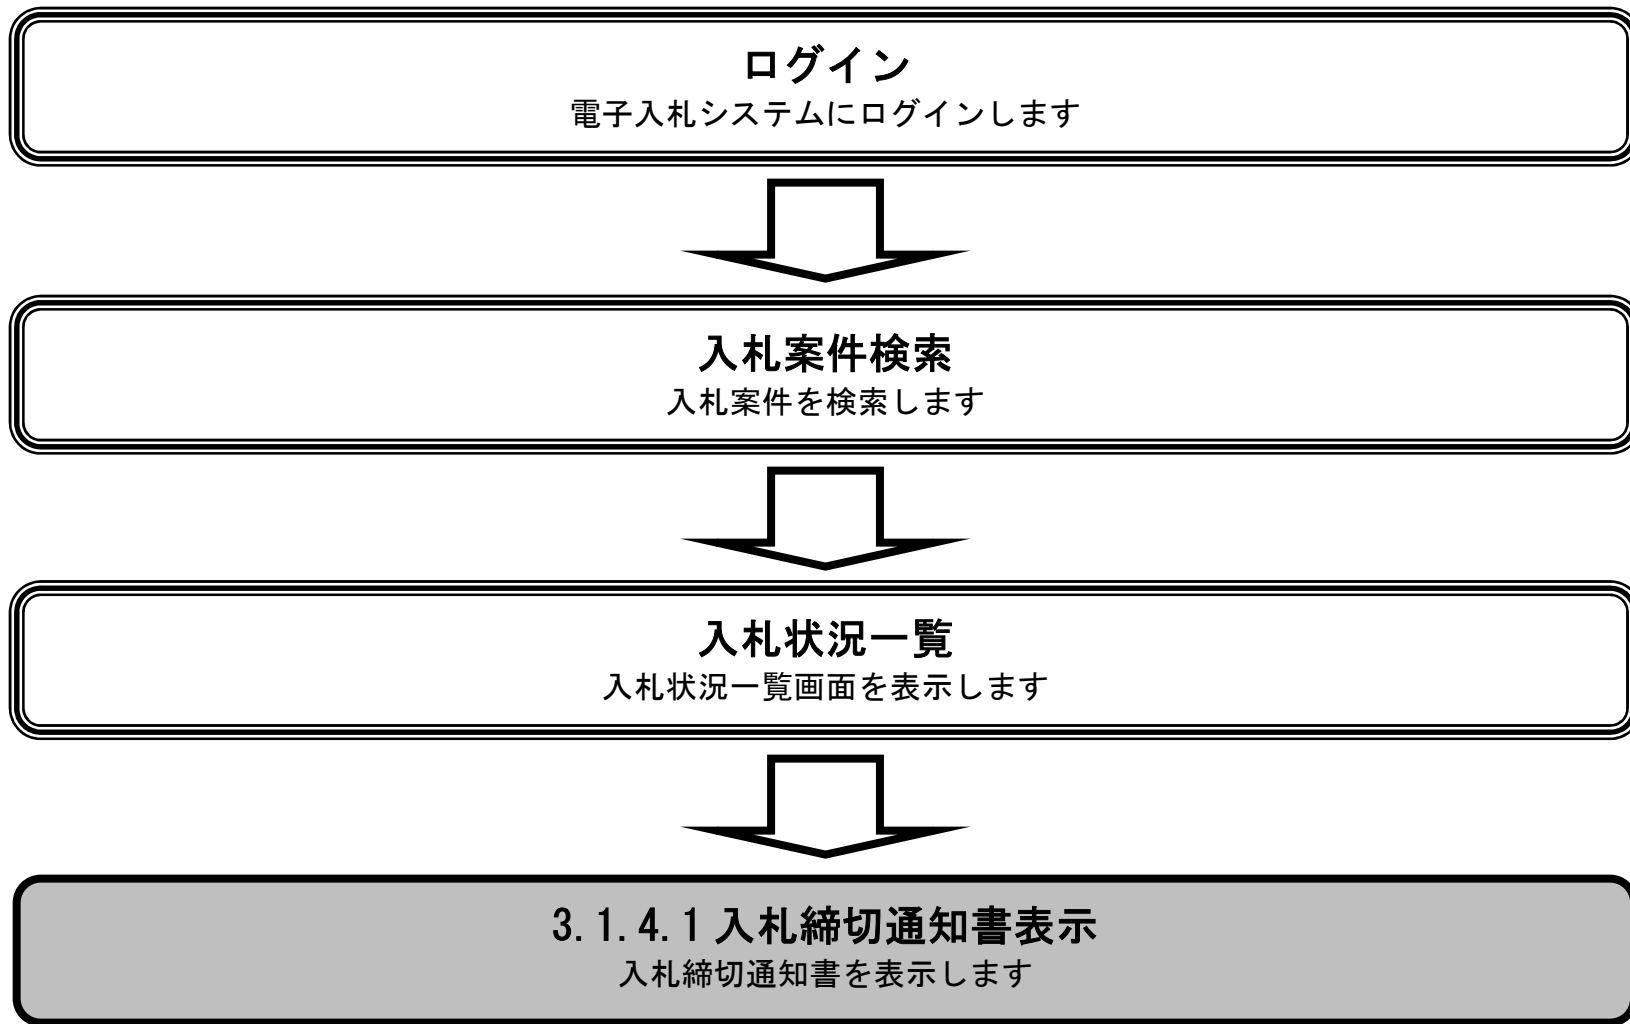 ログイン
電子入札システムにログインします
入札案件検索
入札案件を検索します
入札状況一覧
入札状況一覧画面を表示します
3.1.4.1入札締切通知書表示
入札締切通知書を表示します